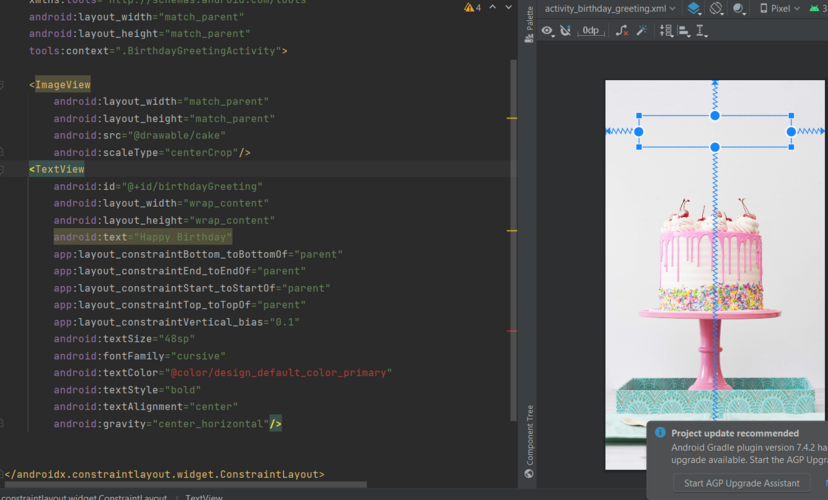 xmlns:tools="http://schemas.android.com/tools"
android:layout_width="match_parent"
android:layout_height="match_parent"
tools:context=".BirthdayGreetingActivity">
<ImageView
android:layout_width="match_parent"
android:layout_height="match_parent"
android:src="@drawable/cake"
android:scaleType="centerCrop"/>
<TextView
android:id="@+id/birthdayGreeting"
android:layout_width="wrap_content"
android:layout_height="wrap_content"
android:text="Happy Birthday"
app:layout_constraintBottom_toBottomOf="parent"
app:layout_constraintEnd_toEndOf="parent"
app:layout_constraintStart_toStartOf="parent"
app:layout_constraintTop_toTopOf="parent"
app:layout_constraintVertical_bias="0.1"
android:textSize="48sp"
android:fontFamily="cursive"
android:textColor="@color/design_default_color_primary"
android:textStyle="bold"
android:textAlignment="center"
android:gravity="center_horizontal"/>
</androidx.constraintlayout.widget.ConstraintLayout>
constraintlayout.widget.ConstraintLayout
TextView
4
Palette
Component Tree
activity_birthday_greeting.xml
Pixel
3
0dp
Project update recommended
Android Gradle plugin version 7.4.2 ha
upgrade available. Start the AGP Upgra
Start AGP Upgrade Assistant